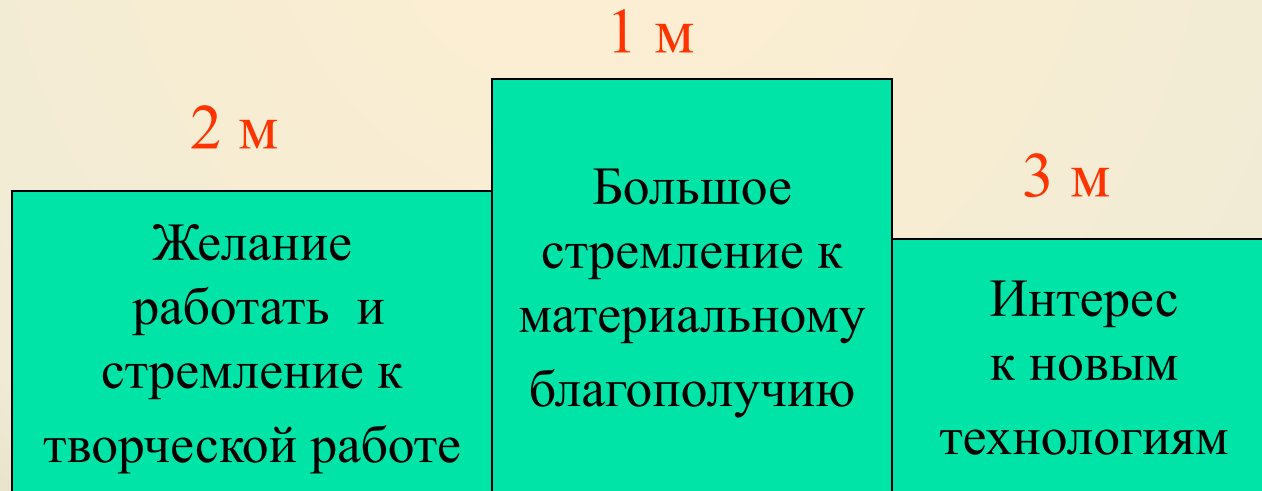 1 м
2 м
3 м
Желание
работать и
стремление к
творческой работе
Большое
стремление к
материальному
благополучию
Интерес
к новым
технологиям